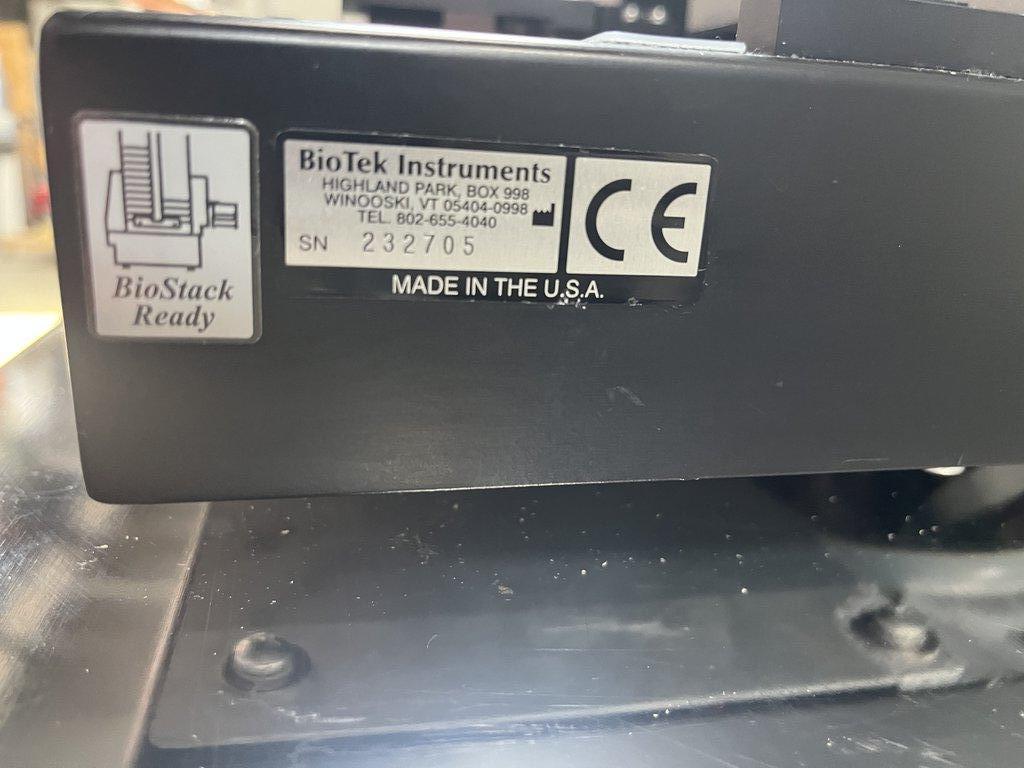 BioStack
Ready
BioTek Instruments
HIGHLAND PARK, BOX 998
WINOOSKI, VT 05404-0998
TEL. 802-655-4040
SN 232705
CE
MADE IN THE U.S.A.